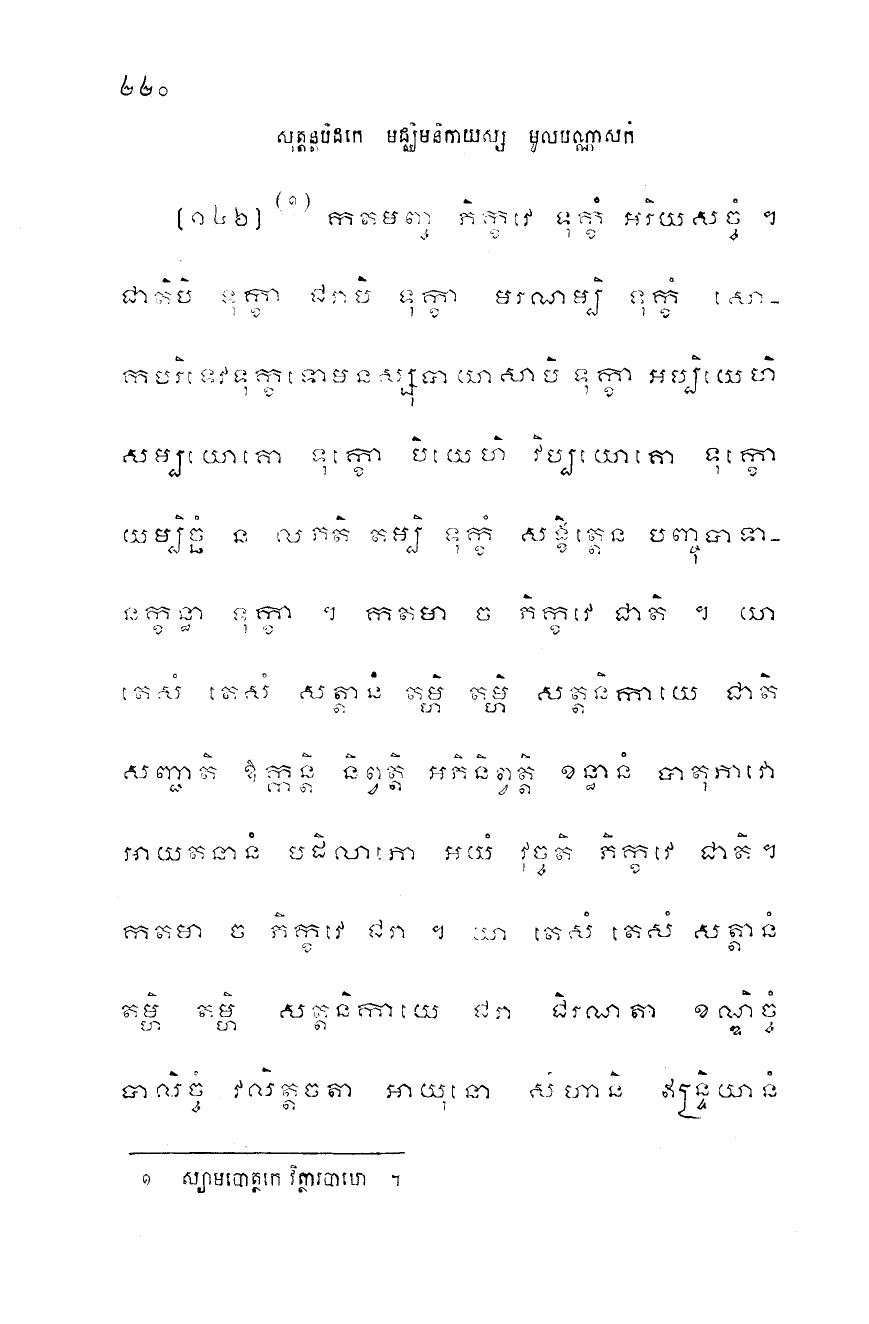 ២២០
សុត្តន្តបិដកេ មជ្ឈិមនិកាយស្ស មូលបណ្ណាសកំ
[១៤៦] (១) កតមញ្ច ភិក្ខវេ ទុក្ខំ អរិយសច្ចំ ។
ជាតិបិ ទុក្ខា ជរាបិ ទុក្ខា មរណម្បិ ទុក្ខំ សោ-
កបរិទេវទុក្ខទោមនស្សុបាយាសាបិ ទុក្ខា អប្បិយេហិ
សម្បយោគោ ទុក្ខោ បិយេហិ វិប្បយោគោ ទុក្ខោ
យម្បិច្ឆំ ន លភតិ តម្បិ ទុក្ខំ សង្ខិត្តេន បញ្ចុបាទា-
នក្ខន្ធា ទុក្ខា ។ កតមា ច ភិក្ខវេ ជាតិ ។ យា
តេសំ តេសំ សត្តានំ តម្ហិ តម្ហិ សត្តនិកាយេ ជាតិ
សញ្ជាតិ ឱក្កន្តិ និព្វត្តិ អភិនិព្វត្តិ ខន្ធានំ បាតុភាវោ
អាយតនានំ បដិលាភោ អយំ វុច្ចតិ ភិក្ខវេ ជាតិ។
កតមា ច ភិក្ខវេ ជរា ។ យា តេសំ តេសំ សត្តានំ
តម្ហិ តម្ហិ សត្តនិកាយេ ជរា ជិរណតា ខណ្ឌិច្ចំ
បាលិច្ចំ វលិត្តចតា អាយុនោ សំហានិ ឥន្ទ្រិយានំ
១ ស្យាមបោត្ថកេ វិត្ថារបាឋោ ។